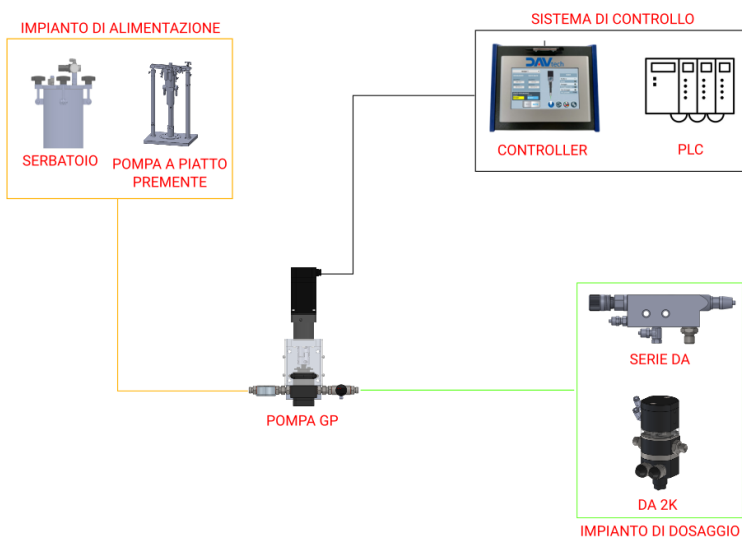 IMPIANTO DI ALIMENTAZIONE
SERBATOIO
POMPA A PIATTO
PREMENTE
SISTEMA DI CONTROLLO
DAVtech
CONTROLLER
PLC
POMPA GP
SERIE DA
DA 2K
IMPIANTO DI DOSAGGIO